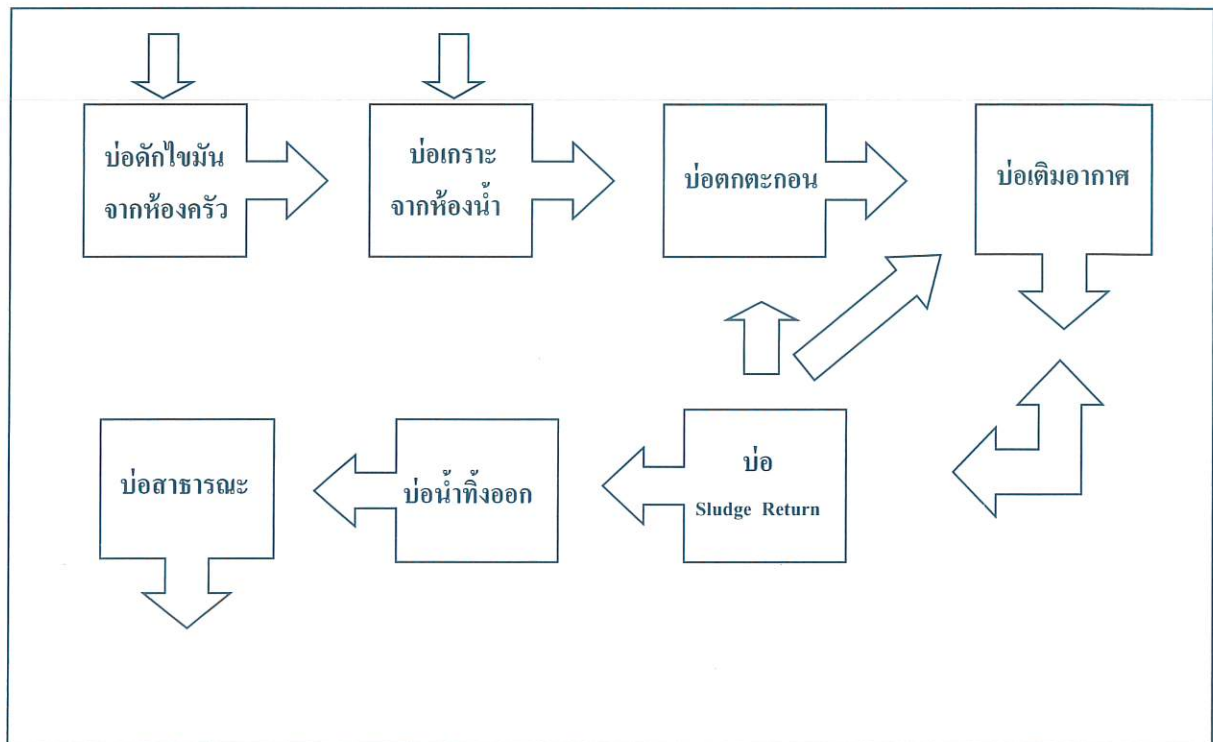 บ่อดักไขมัน
จากห้องครัว
บ่อเกราะ
จากห้องน้ำ
บ่อตกตะกอน
บ่อเติมอากาศ
บ่อสาธารณะ
บ่อน้ำทิ้งออก
บ่อ
Sludge Return